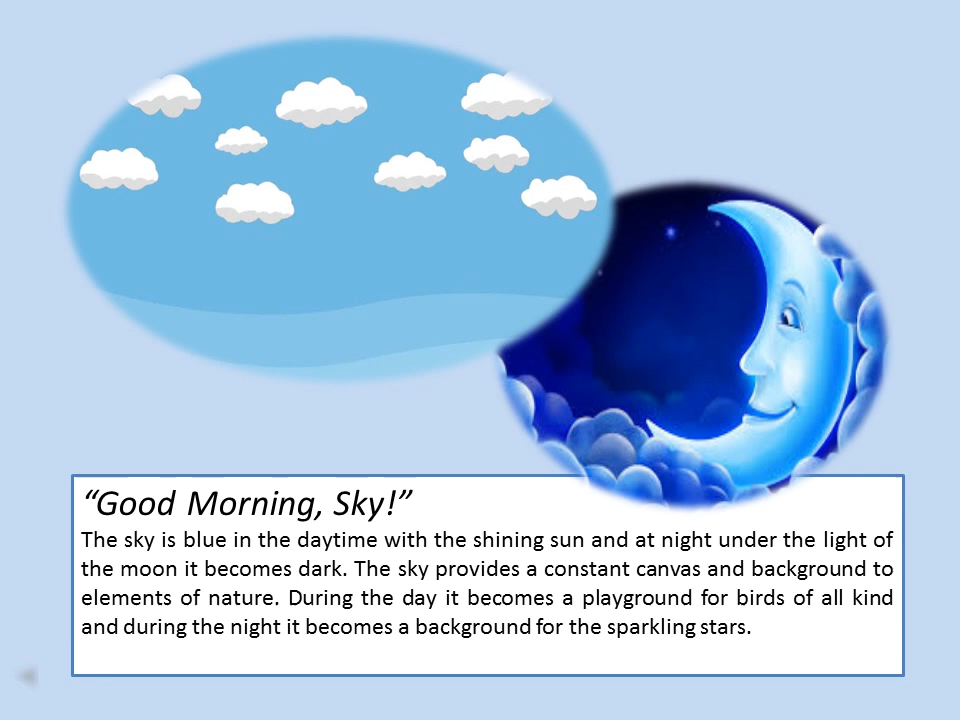 “Good Morning, Sky!”
The sky is blue in the daytime with the shining sun and at night under the light of
the moon it becomes dark. The sky provides a constant canvas and background to
elements of nature. During the day it becomes a playground for birds of all kind
and during the night it becomes a background for the sparkling stars.